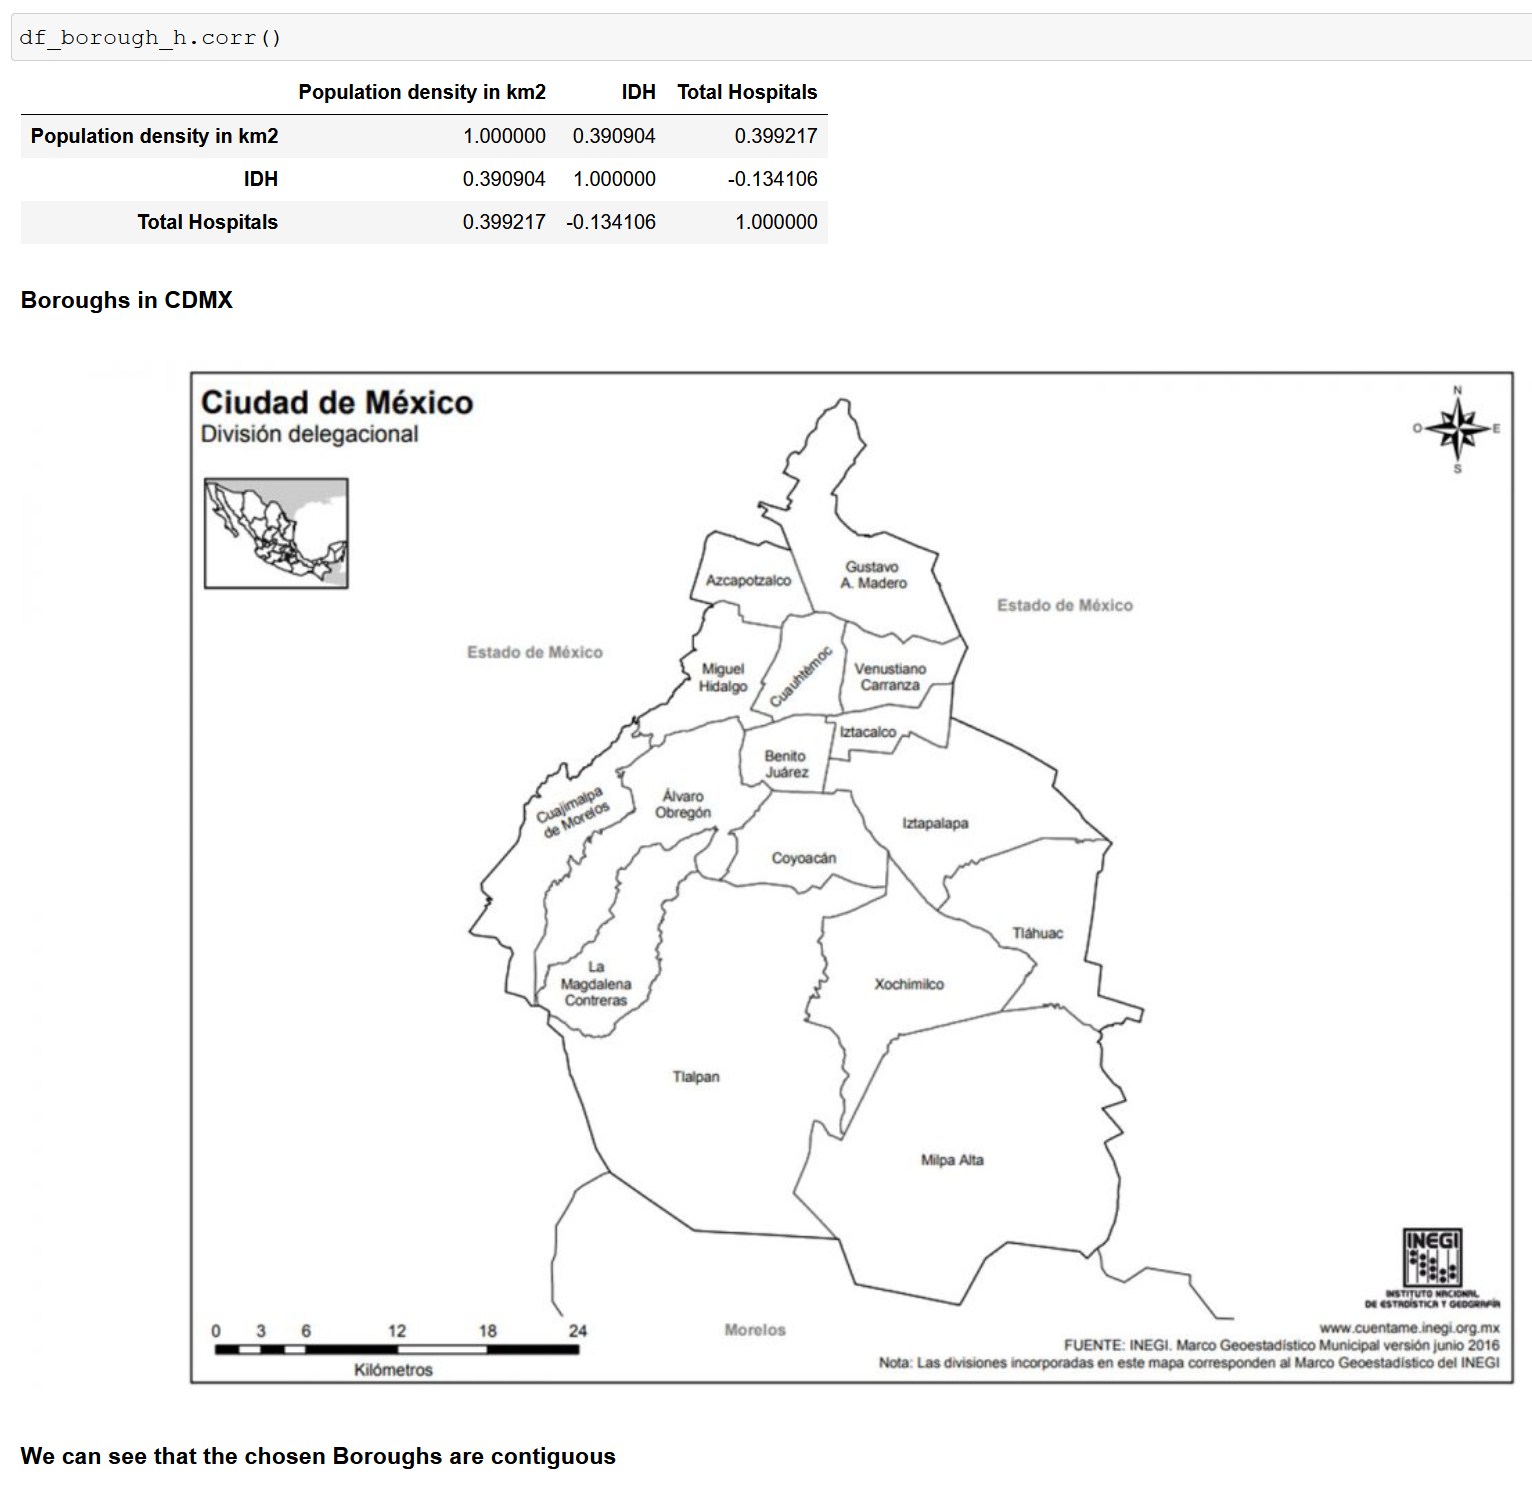 df_borough_h.corr()
Population density in km2 IDH Total Hospitals
Population density in km2 1.000000 0.390904 0.399217
IDH 0.390904 1.000000 -0.134106
Total Hospitals 0.399217 -0.134106 1.000000
Boroughs in CDMX
Ciudad de México
División delegacional
N
O E
S
Gustavo
A. Madero
Azcapotzalco
Estado de México
Estado de México
Miguel
Hidalgo
Cuauhtémoc
Venustiano
Carranza
Iztacalco
Benito
Juárez
Cuajimalpa
de Morelos
Álvaro
Obregón
Iztapalapa
Coyoacán
Tláhuac
La
Magdalena
Contreras
Xochimilco
Tlalpan
Milpa Alta
INEGI
INSTITUTO NACIONAL
DE ESTADÍSTICA Y GEOGRAFÍA
0 3 6 12 18 24
Kilómetros
Morelos
www.cuentame.inegi.org.mx
FUENTE: INEGI. Marco Geoestadístico Municipal versión junio 2016
Nota: Las divisiones incorporadas en este mapa corresponden al Marco Geoestadístico del INEGI
We can see that the chosen Boroughs are contiguous